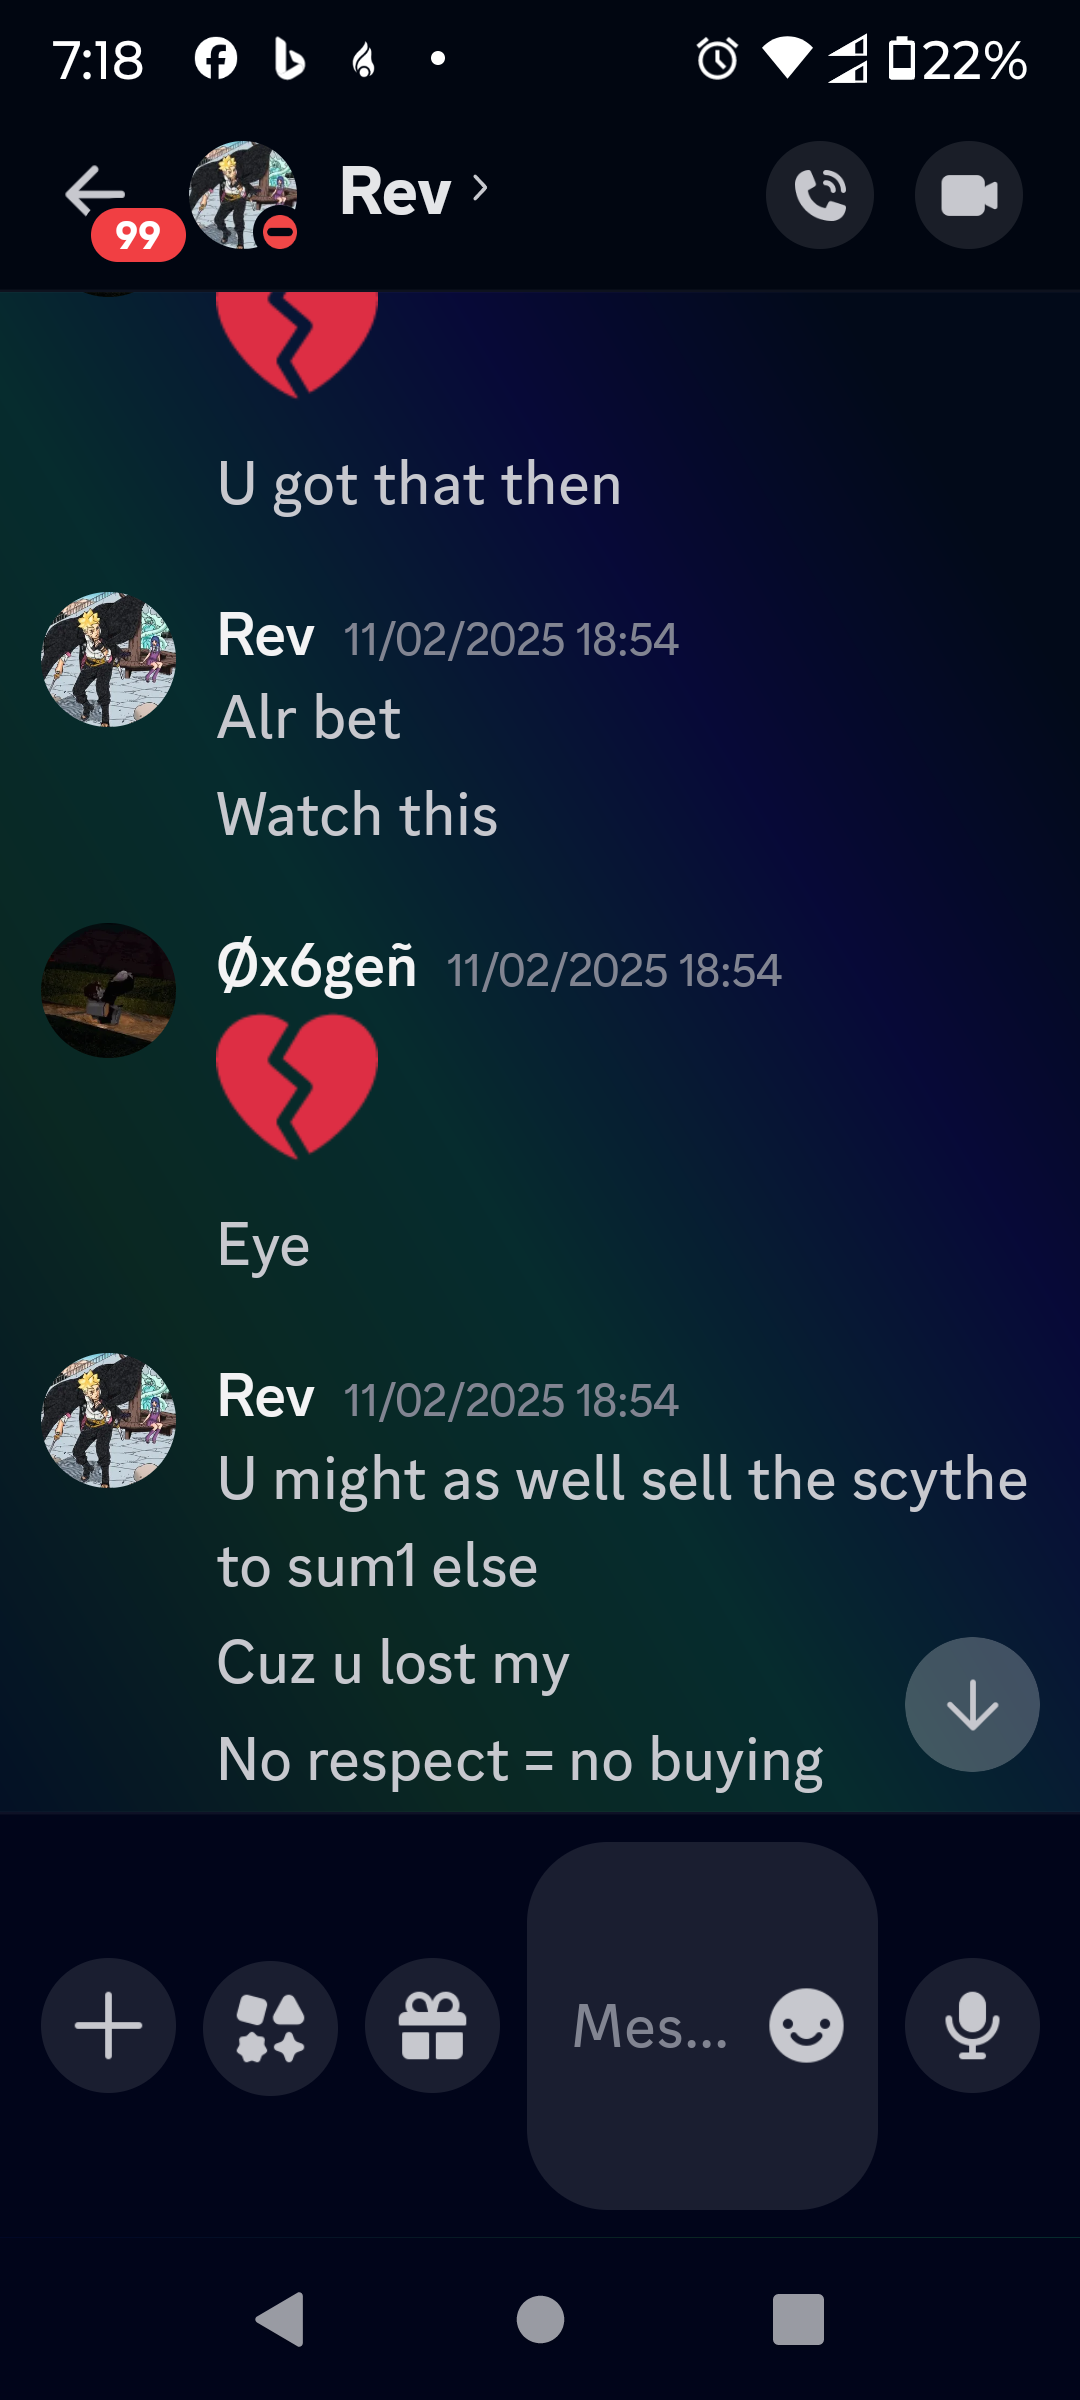 7:18 22%
99 Rev
U got that then
Rev 11/02/2025 18:54
Alr bet
Watch this
Øx6geñ 11/02/2025 18:54
Eye
Rev 11/02/2025 18:54
U might as well sell the scythe
to sum1 else
Cuz u lost my
No respect = no buying
Mes...